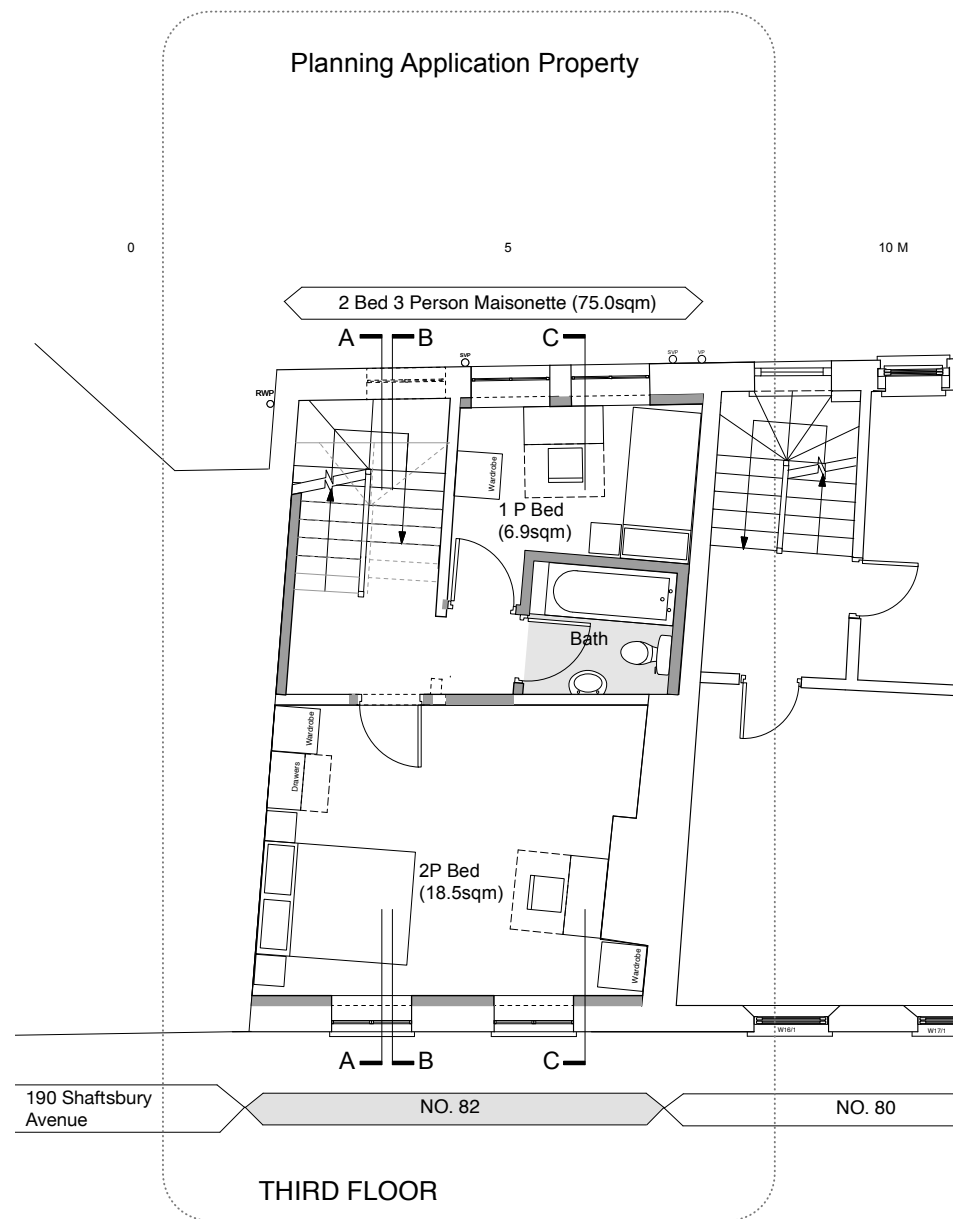 Planning Application Property
0 5 10 M
2 Bed 3 Person Maisonette (75.0sqm)
A B C
SVP SVP VP
RWP
Wardrobe
1 P Bed
(6.9sqm)
Bath
Wardrobe
Drawers
2P Bed
(18.5sqm)
Wardrobe
W16/1 W17/1
A B C
190 Shaftsbury
Avenue
NO. 82
NO. 80
THIRD FLOOR